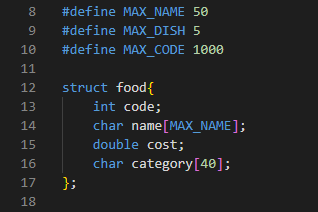 8 #define MAX_NAME 50
9 #define MAX_DISH 5
10 #define MAX_CODE 1000
11
12 struct food{
13 int code;
14 char name[MAX_NAME];
15 double cost;
16 char category[40];
17 };
18